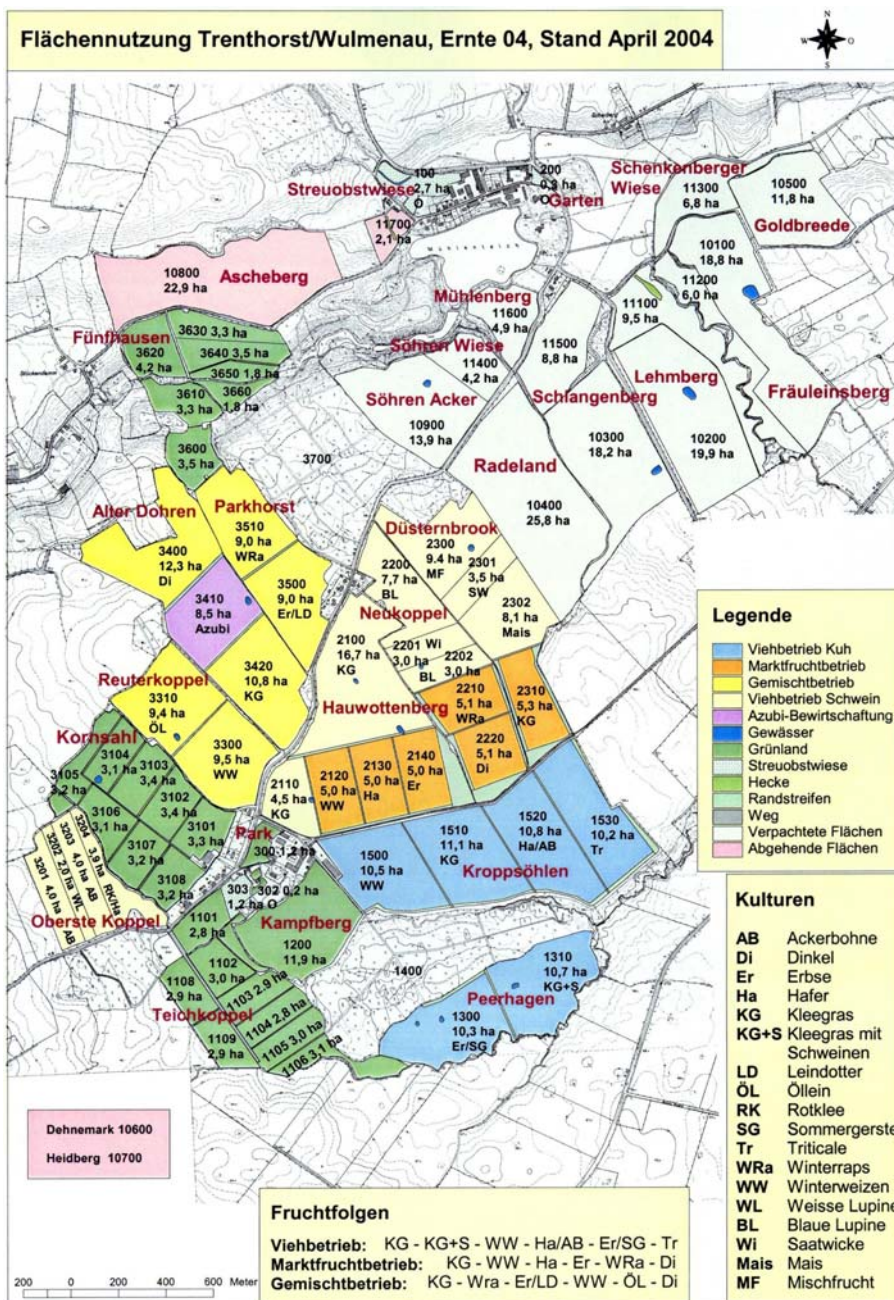 Flächennutzung Trenthorst/Wulmenau, Ernte 04, Stand April 2004
N
W
O
S
Streuobstwiese
100
2,7 ha
Ö
200
0,3 ha
Ö
Garten
Schenkenberger
Wiese
11300
6,8 ha
10500
11,8 ha
Goldbreede
11700
2,1 ha
Mühlenteich
10800
22,9 ha
Ascheberg
10100
18,8 ha
11200
6,0 ha
11100
9,5 ha
Mühlenberg
11600
4,9 ha
11500
8,8 ha
Fünfhausen
3630 3,3 ha
3620
4,2 ha
3640 3,5 ha
3650 1,8 ha
3660
1,8 ha
3610
3,3 ha
3600
3,5 ha
Söhren Wiese
11400
4,2 ha
Söhren Acker
10900
13,9 ha
Schlangenberg
Lehmberg
Fräuleinsberg
10300
18,2 ha
10200
19,9 ha
3700
Radeland
10400
25,8 ha
Alter Dohren
Parkhorst
3510
9,0 ha
WRa
3400
12,3 ha
Di
3500
9,0 ha
Er/LD
3410
8,5 ha
Azubi
Düsternbrook
2300
9.4 ha
MF
2200
7,7 ha
BL
2301
3,5 ha
SW
2302
8,1 ha
Mais
Neukoppel
2100
16,7 ha
KG
2201 Wi
3,0 ha
2202
3,0 ha
BL
Hauwottenberg
3420
10,8 ha
KG
Reuterkoppel
3310
9,4 ha
ÖL
3300
9,5 ha
WW
2210
5,1 ha
WRa
2310
5,3 ha
KG
2220
5,1 ha
Di
2110
4,5 ha
KG
2120
5,0 ha
WW
2130
5,0 ha
Ha
2140
5,0 ha
Er
Kornsahl
3104
3,1 ha
3103
3,4 ha
3105
3,2 ha
3102
3,4 ha
3106
3,1 ha
3101
3,3 ha
3107
3,2 ha
3108
3,2 ha
3204 3,9 ha RK/Ha
3203 4,0 ha AB
3202 2,0 ha WL
3201 4,0 ha AB
Oberste Koppel
Park
300 1,2 ha
303
1,2 ha
302 0,2 ha
O
1500
10,5 ha
WW
1510
11,1 ha
KG
1520
10,8 ha
Ha/AB
1530
10,2 ha
Tr
Kroppsöhlen
Kampfberg
1200
11,9 ha
1101
2,8 ha
1102
3,0 ha
1103 2,9 ha
1104 2,8 ha
1105 3,0 ha
1106 3,1 ha
1108
2,9 ha
1109
2,9 ha
Teichkoppel
1400
Peerhagen
1310
10,7 ha
KG+S
1300
10,3 ha
Er/SG
Legende
Viehbetrieb Kuh
Marktfruchtbetrieb
Gemischtbetrieb
Viehbetrieb Schwein
Azubi-Bewirtschaftung
Gewässer
Grünland
Streuobstwiese
Hecke
Randstreifen
Weg
Verpachtete Flächen
Abgehende Flächen
Kulturen
AB Ackerbohne
Di Dinkel
Er Erbse
Ha Hafer
KG Kleegras
KG+S Kleegras mit
Schweinen
LD Leindotter
ÖL Öllein
RK Rotklee
SG Sommergerste
Tr Triticale
WRa Winterraps
WW Winterweizen
WL Weisse Lupine
BL Blaue Lupine
Wi Saatwicke
Mais Mais
MF Mischfrucht
Dehnemark 10600
Heidberg 10700
Fruchtfolgen
Viehbetrieb: KG - KG+S - WW - Ha/AB - Er/SG - Tr
Marktfruchtbetrieb: KG - WW - Ha - Er - WRa - Di
Gemischtbetrieb: KG - Wra - Er/LD - WW - ÖL - Di
200 0 200 400 600 Meter